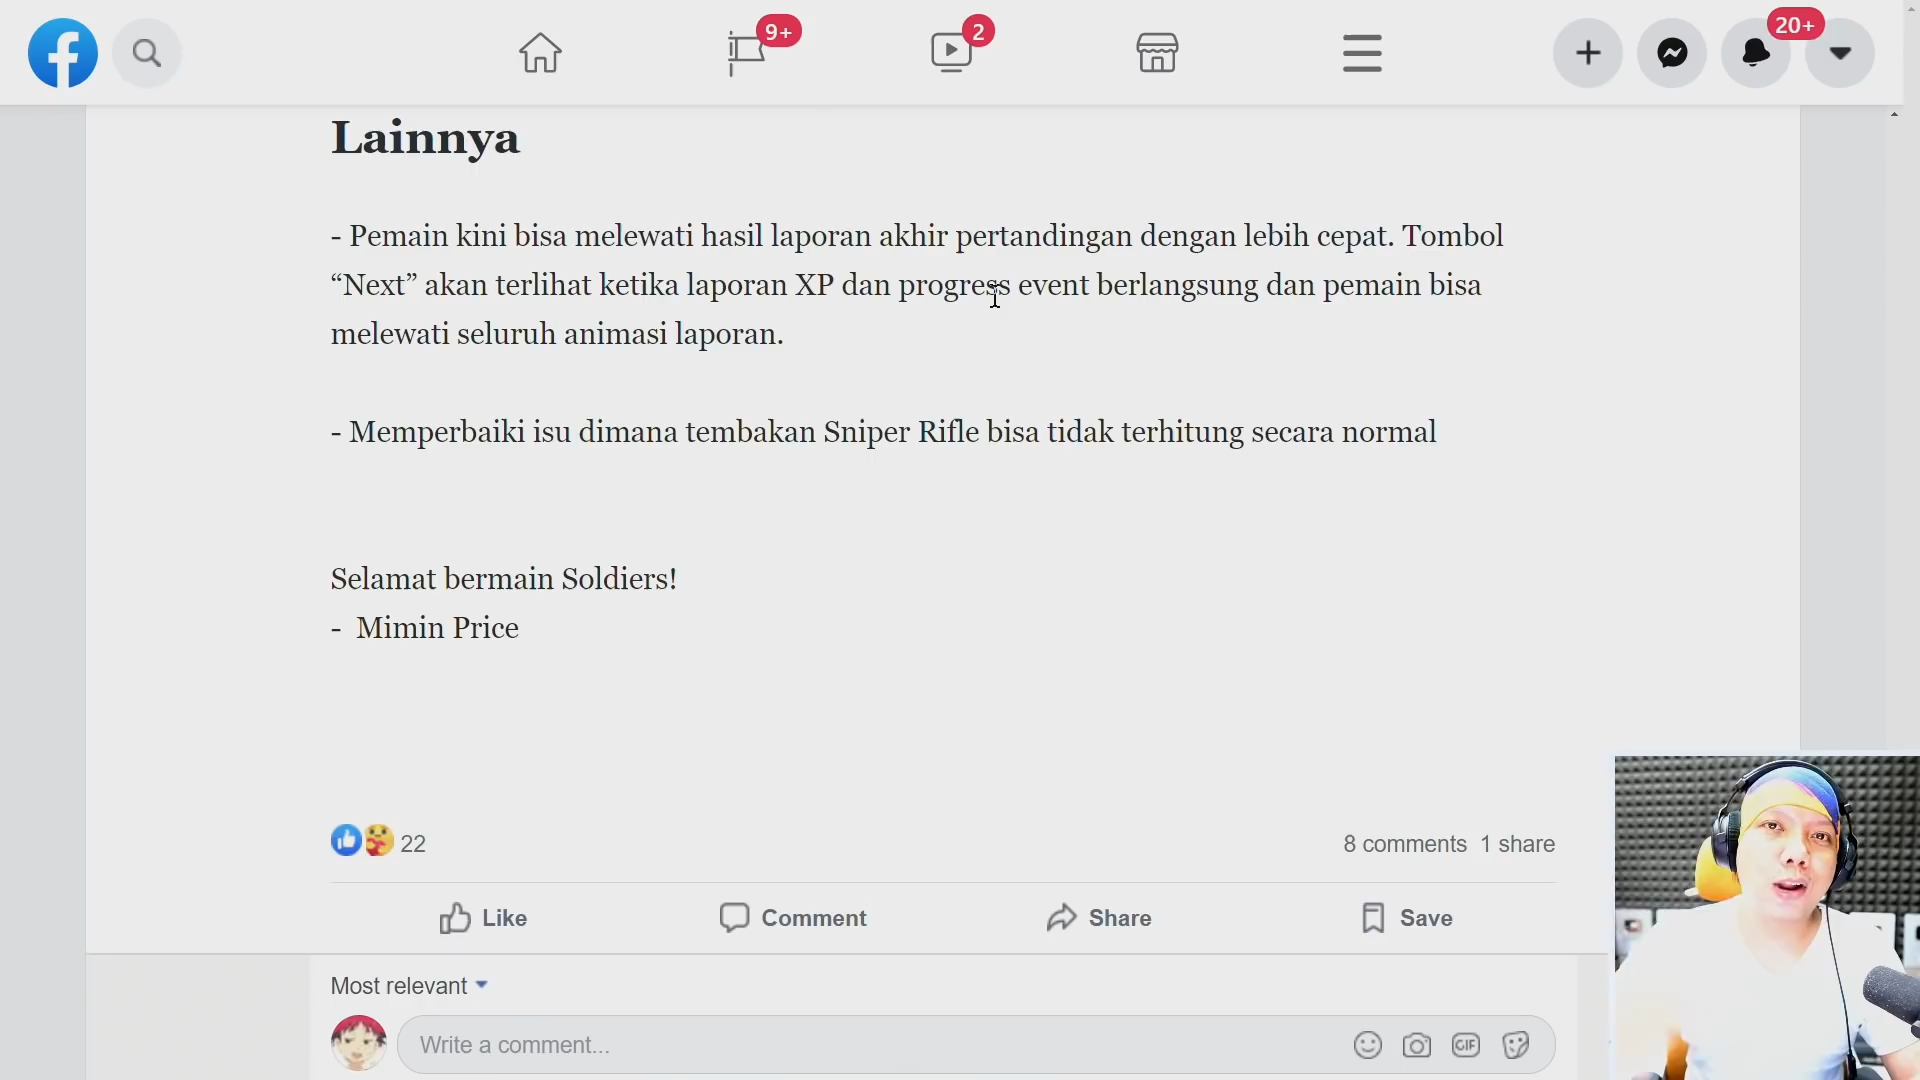 9+
2
20+
Lainnya
- Pemain kini bisa melewati hasil laporan akhir pertandingan dengan lebih cepat. Tombol
“Next” akan terlihat ketika laporan XP dan progress event berlangsung dan pemain bisa
melewati seluruh animasi laporan.
- Memperbaiki isu dimana tembakan Sniper Rifle bisa tidak terhitung secara normal
Selamat bermain Soldiers!
- Mimin Price
22
8 comments 1 share
Like Comment Share Save
Most relevant
Write a comment...
GIF